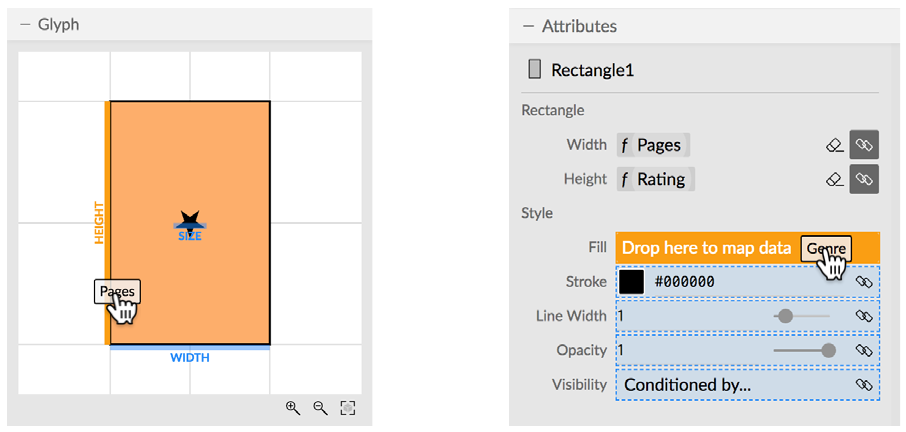 Glyph
HEIGHT
SIZE
Pages
WIDTH
Attributes
Rectangle1
Rectangle
Width f Pages
Height f Rating
Style
Fill Drop here to map data Genre
Stroke #000000
Line Width 1
Opacity 1
Visibility Conditioned by...